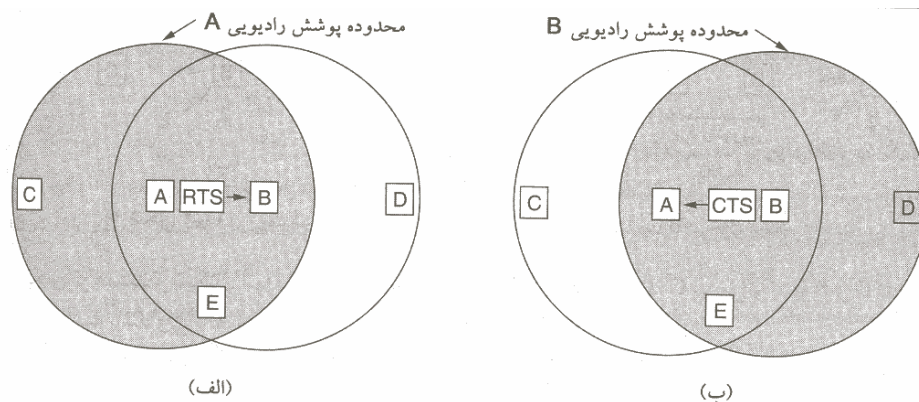 محدوده پوشش رادیویی A
C
A
RTS
B
D
E
(الف)
محدوده پوشش رادیویی B
C
A
CTS
B
D
E
(ب)